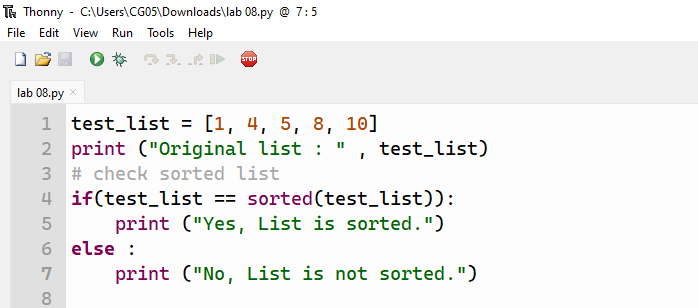 Thonny - C:\Users\CG05\Downloads\lab 08.py @ 7 : 5
File Edit View Run Tools Help
STOP
lab 08.py ×
1 test_list = [1, 4, 5, 8, 10]
2 print ("Original list : " , test_list)
3 # check sorted list
4 if(test_list == sorted(test_list)):
5     print ("Yes, List is sorted.")
6 else :
7     print ("No, List is not sorted.")
8